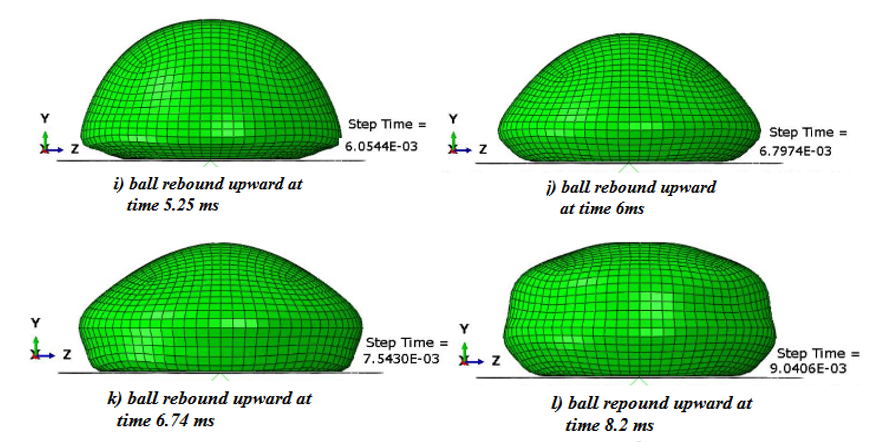 Y
Z
X
Step Time =
6.0544E-03
i) ball rebound upward at
time 5.25 ms
Y
Z
X
Step Time =
6.7974E-03
j) ball rebound upward
at time 6ms
Y
Z
X
Step Time =
7.5430E-03
k) ball rebound upward at
time 6.74 ms
Y
Z
X
Step Time =
9.0406E-03
l) ball repound upward at
time 8.2 ms